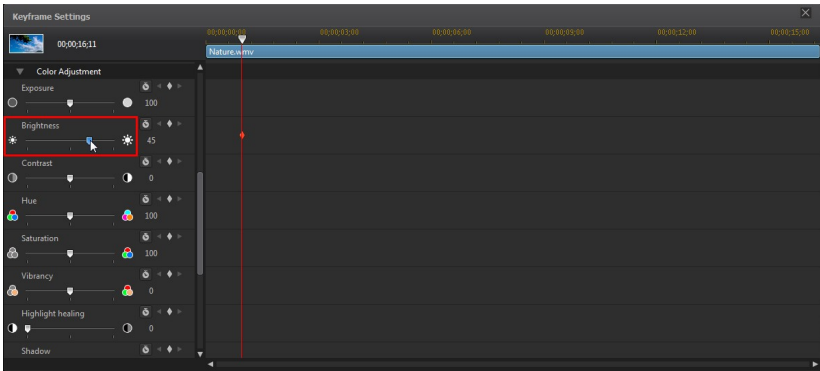 Keyframe Settings
00;00;16;11
00;00;00;00 00;00;03;00 00;00;06;00 00;00;09;00 00;00;12;00 00;00;15;00
Nature.wmv
Color Adjustment
Exposure
100
Brightness
45
Contrast
0
Hue
100
Saturation
100
Vibrancy
0
Highlight healing
0
Shadow